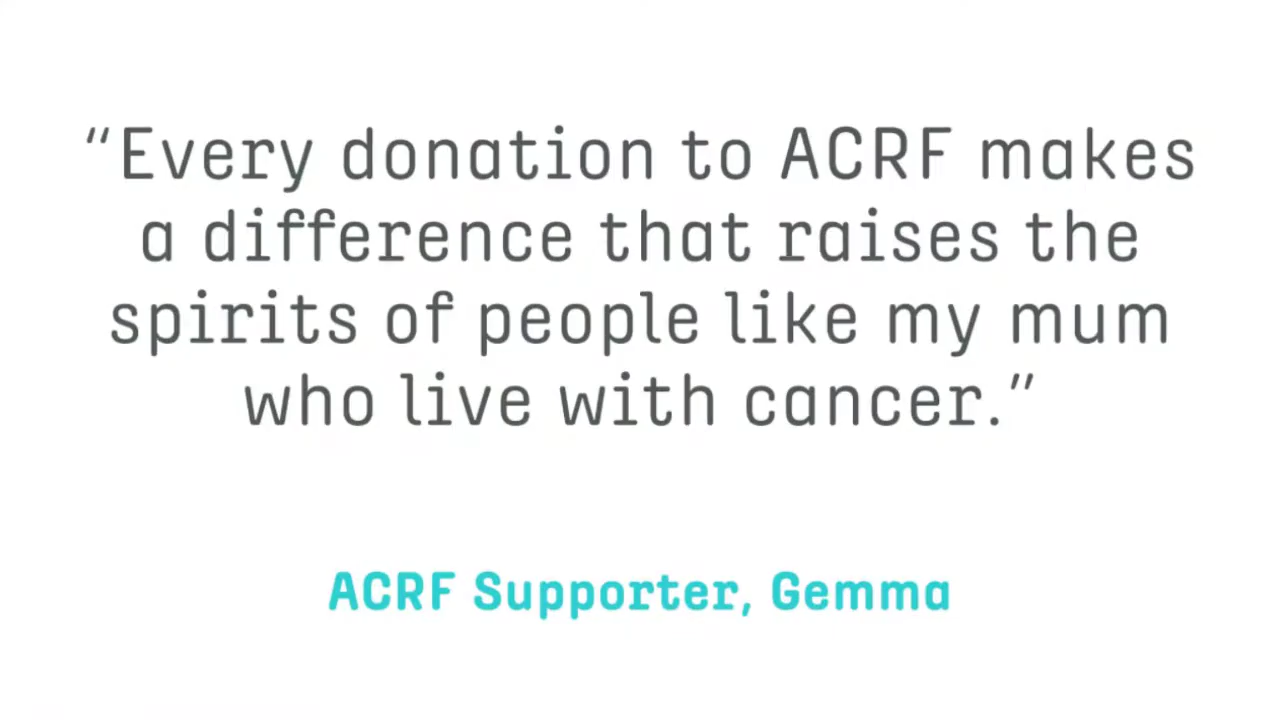 “Every donation to ACRF makes
a difference that raises the
spirits of people like my mum
who live with cancer.”
ACRF Supporter, Gemma